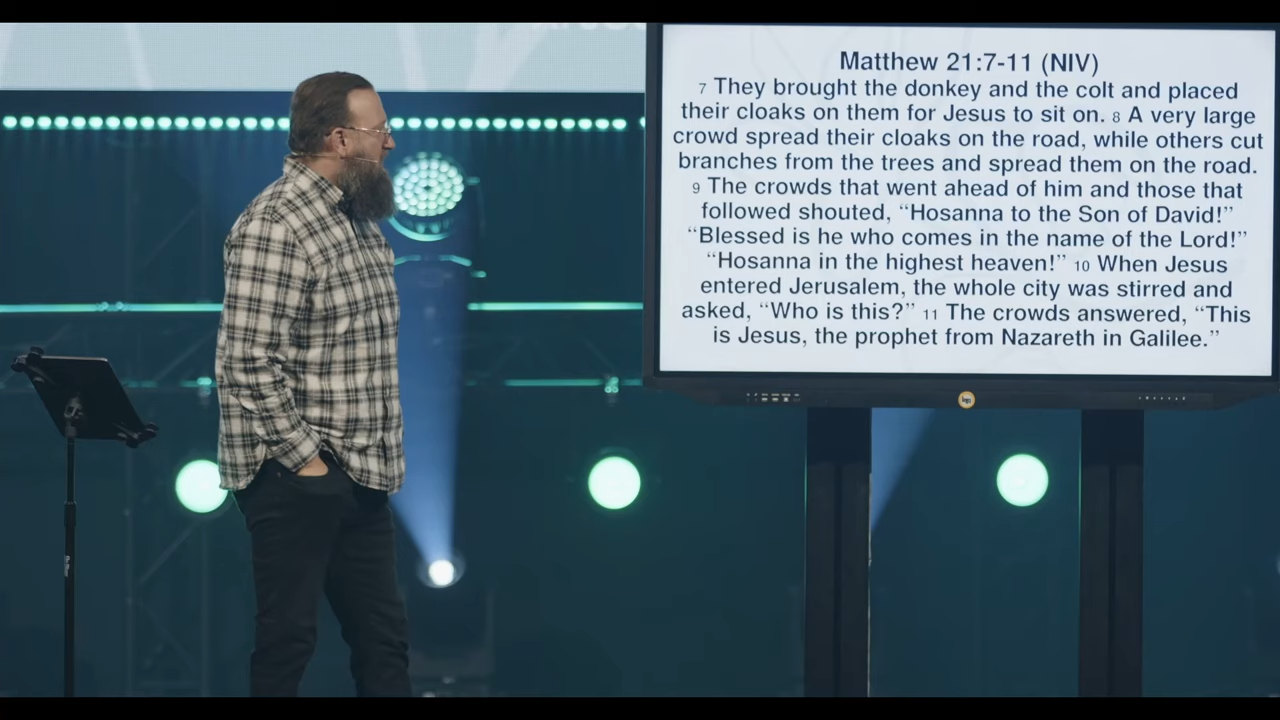 Matthew 21:7-11 (NIV)
7 They brought the donkey and the colt and placed
their cloaks on them for Jesus to sit on. 8 A very large
crowd spread their cloaks on the road, while others cut
branches from the trees and spread them on the road.
9 The crowds that went ahead of him and those that
followed shouted, “Hosanna to the Son of David!”
“Blessed is he who comes in the name of the Lord!”
“Hosanna in the highest heaven!” 10 When Jesus
entered Jerusalem, the whole city was stirred and
asked, “Who is this?” 11 The crowds answered, “This
is Jesus, the prophet from Nazareth in Galilee.”